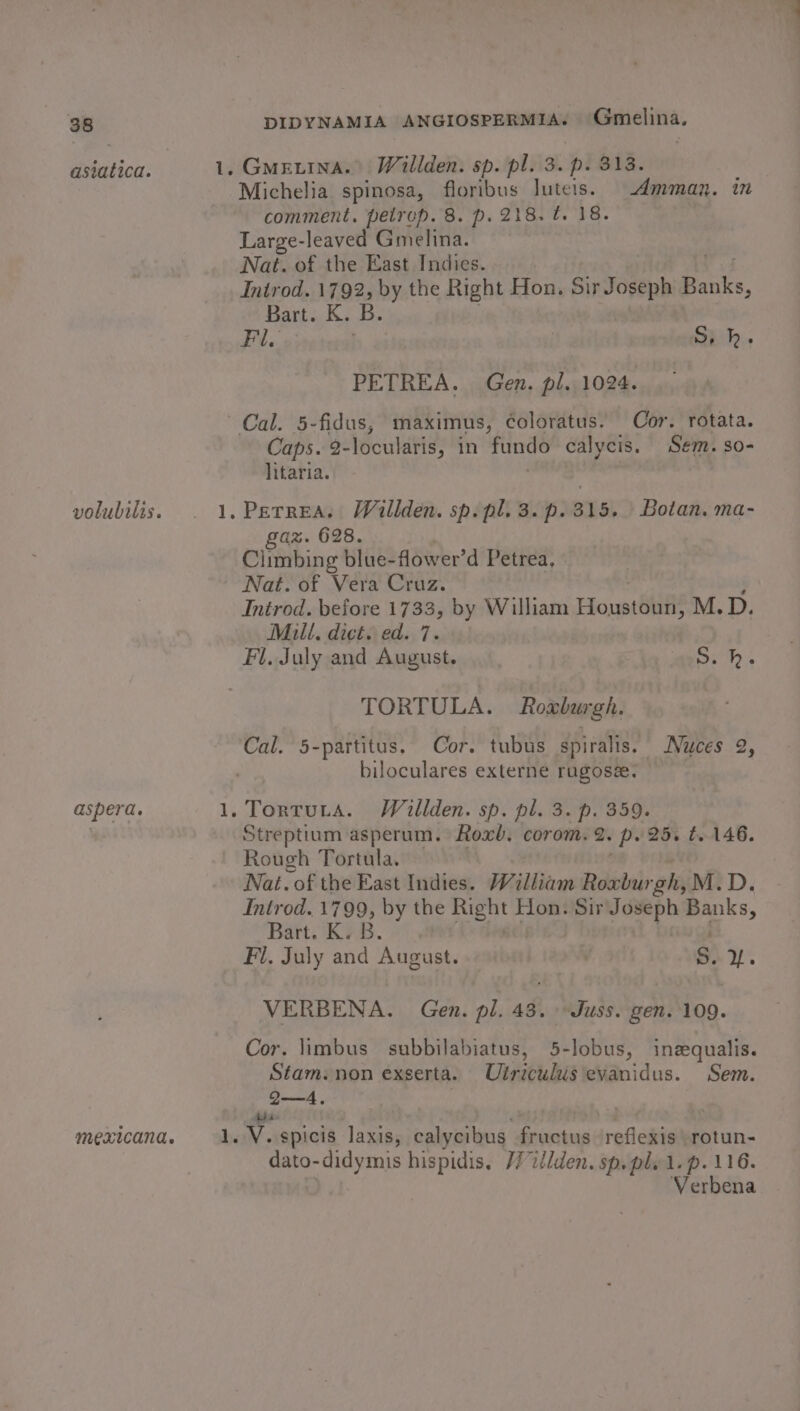 38 DIDYNAMIA ANGIOSPERMIA. Gmelina.
asiatica. 1. GMELINA. Willden. sp. pl. 3. p. 313.
Michelia spinosa, floribus luteis. Amman. in
comment. petrop. 8. p. 218. t. 18.
Large-leaved Gmelina.
Nat. of the East Indies.
Introd. 1792, by the Right Hon. Sir Joseph Banks,
Bart. K. B.
Fl. S. ♄.
PETREA. Gen. pl. 1024.
Cal. 5-fidus, maximus, coloratus. Cor. rotata.
Caps. 2-locularis, in fundo calycis. Sem. so-
litaria.
volubilis. 1. PETREA. Willden. sp. pl. 3. p. 315. Botan. ma-
gaz. 628.
Climbing blue-flower'd Petrea.
Nat. of Vera Cruz.
Introd. before 1733, by William Houstoun, M. D.
Mill. dict. ed. 7.
Fl. July and August. S. ♄.
TORTULA. Roxburgh.
Cal. 5-partitus. Cor. tubus spiralis. Nuces 2,
biloculares externe rugosæ.
aspera. 1. TORTULA. Willden. sp. pl. 3. p. 359.
Streptium asperum. Roxb. corom. 2. p. 25. t. 146.
Rough Tortula.
Nat. of the East Indies. William Roxburgh, M. D.
Introd. 1799, by the Right Hon. Sir Joseph Banks,
Bart. K. B.
Fl. July and August. S. ♃.
VERBENA. Gen. pl. 43. Juss. gen. 109.
Cor. limbus subbilabiatus, 5-lobus, inæqualis.
Stam. non exserta. Utriculus evanidus. Sem.
2—4.
mexicana. 1. V. spicis laxis, calycibus fructus reflexis rotun-
dato-didymis hispidis. Willden. sp. pl. 1. p. 116.
Verbena